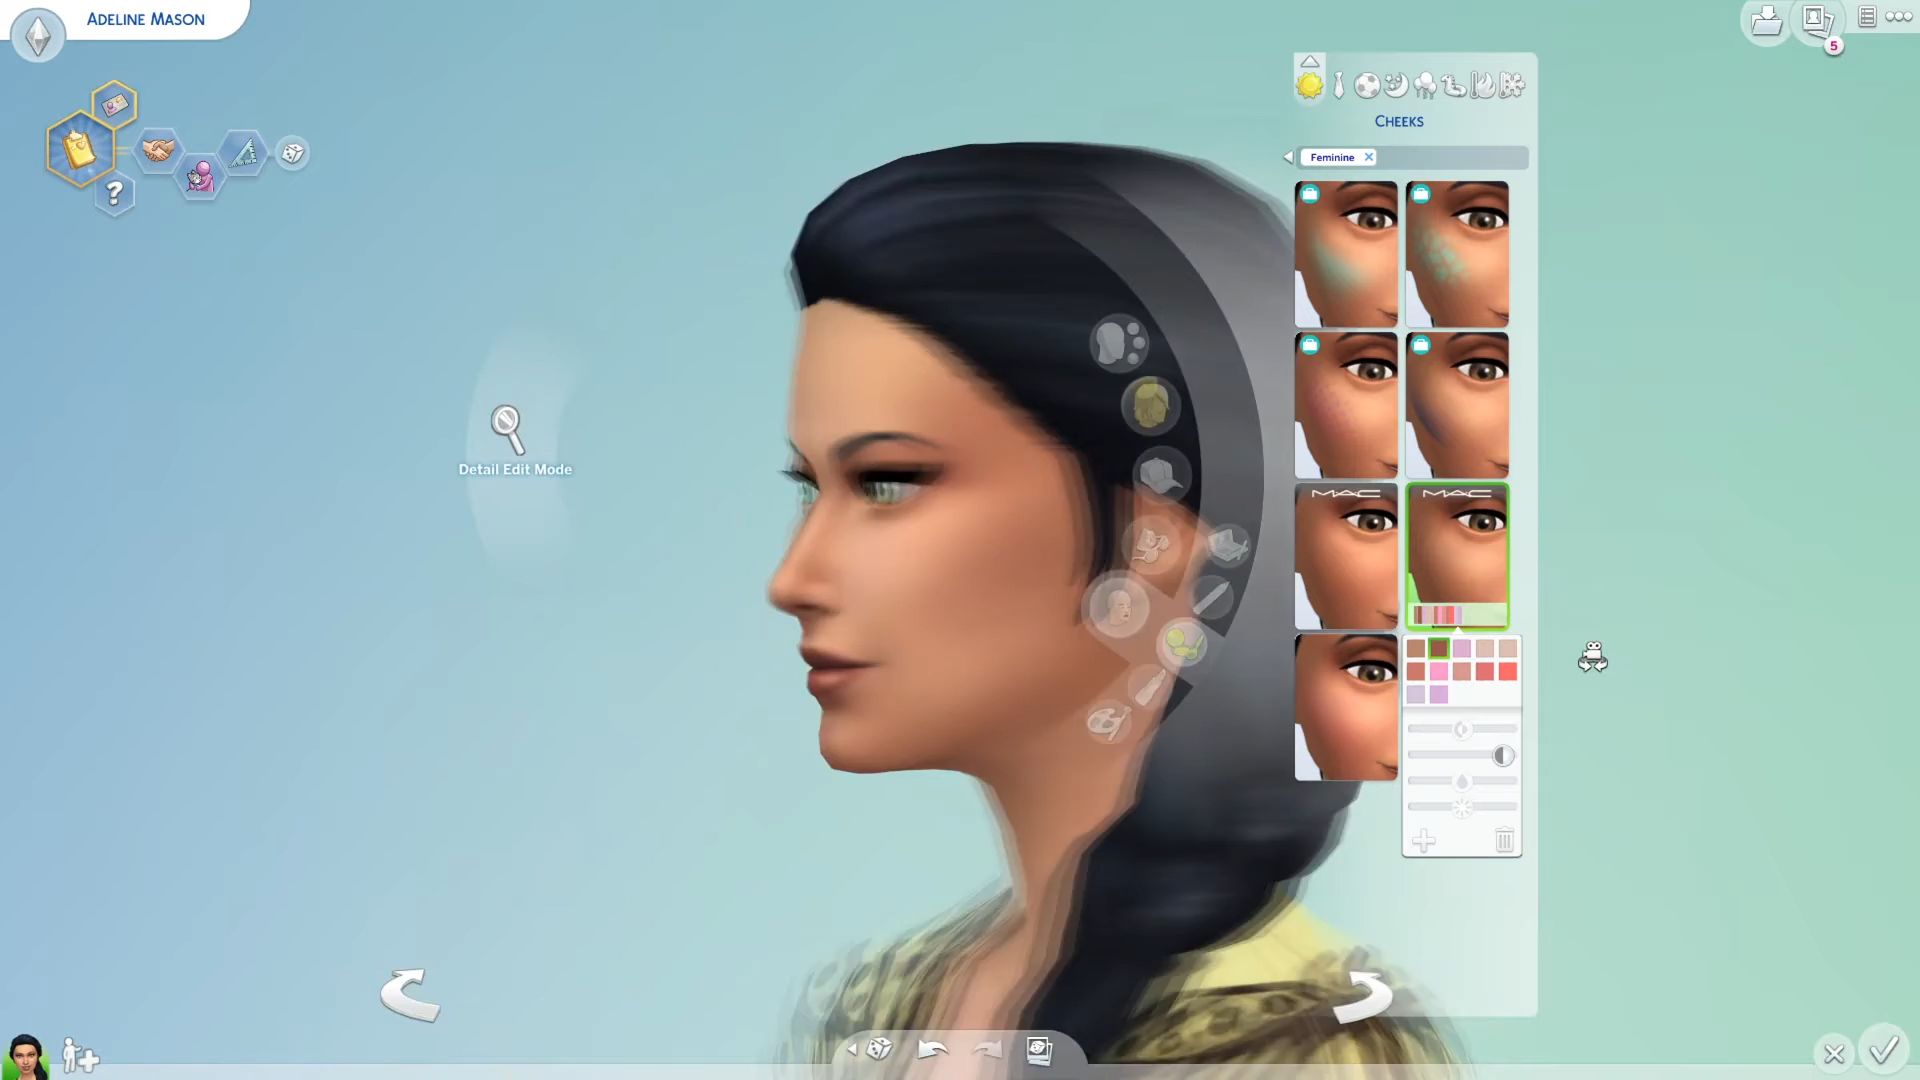 ADELINE MASON
5
CHEEKS
Feminine
Detail Edit Mode
MAC
MAC